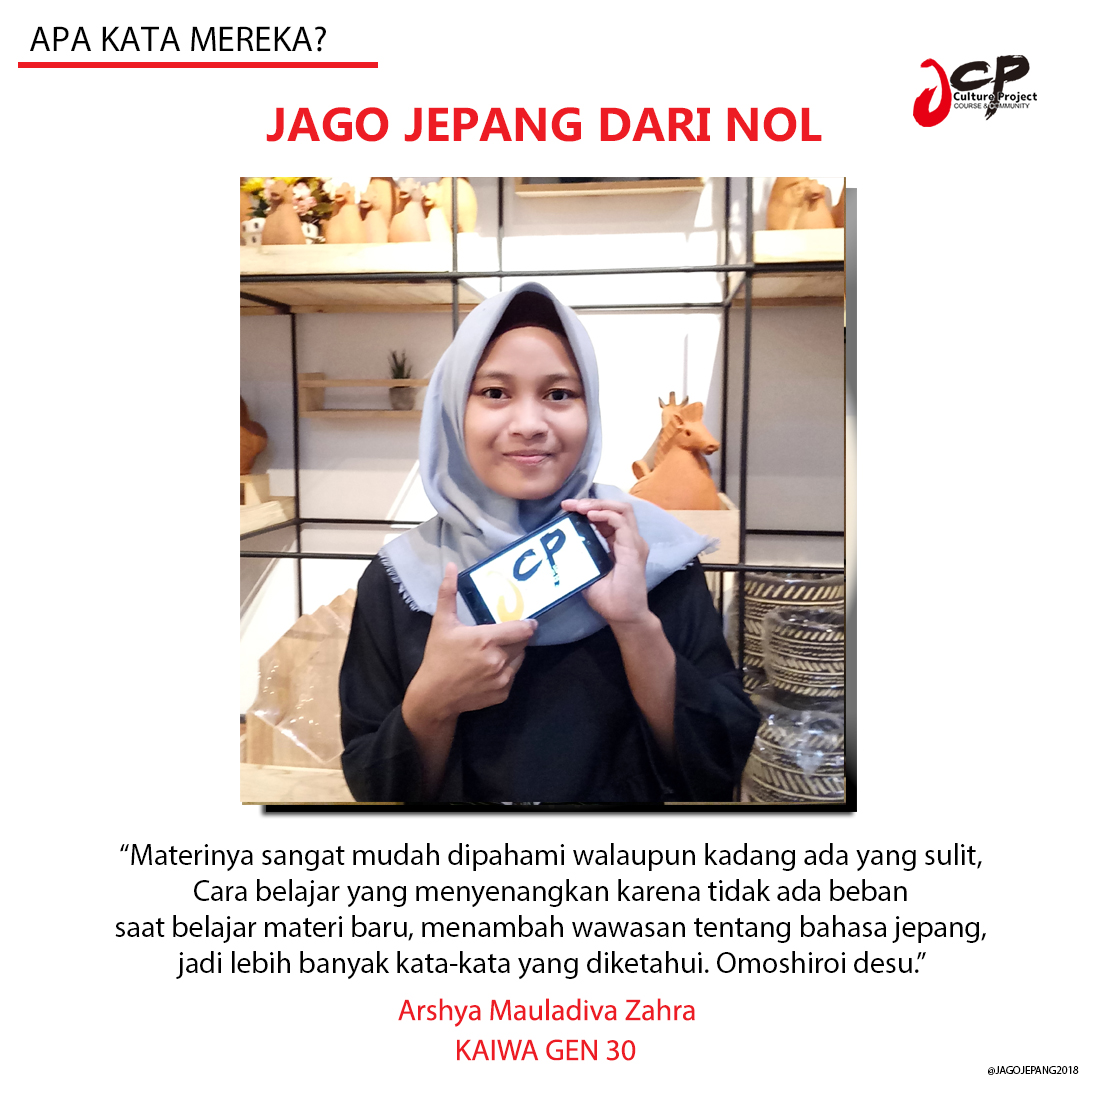 APA KATA MEREKA?
JCP
Culture Project
COURSE & COMMUNITY
JAGO JEPANG DARI NOL
JCP
“Materinya sangat mudah dipahami walaupun kadang ada yang sulit,
Cara belajar yang menyenangkan karena tidak ada beban
saat belajar materi baru, menambah wawasan tentang bahasa jepang,
jadi lebih banyak kata-kata yang diketahui. Omoshiroi desu.”
Arshya Mauladiva Zahra
KAIWA GEN 30
@JAGOJEPANG2018